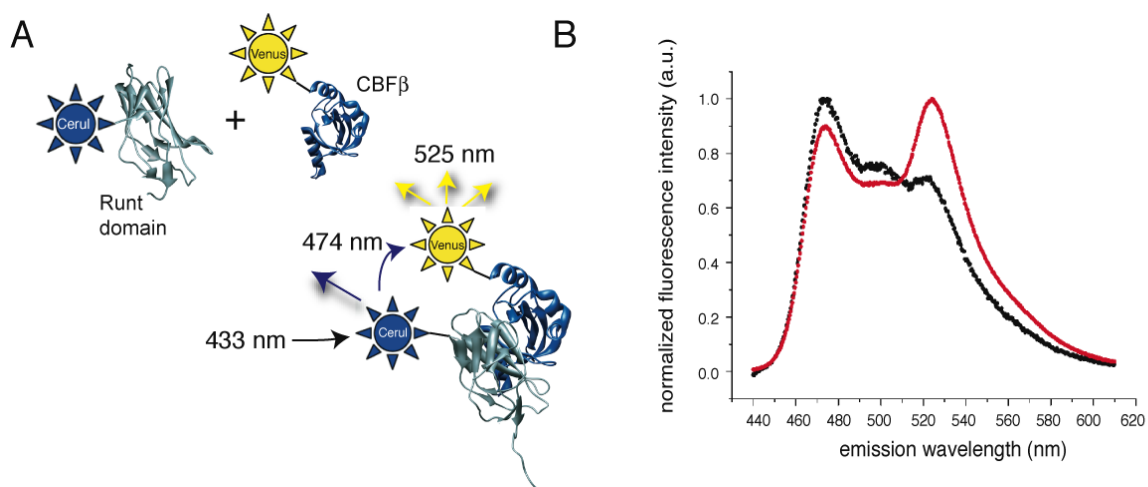 A
Venus
CBFβ
Cerul
+
Runt
domain
525 nm
474 nm
Venus
433 nm
Cerul
B
normalized fluorescence intensity (a.u.)
1.0
0.8
0.6
0.4
0.2
0.0
440 460 480 500 520 540 560 580 600 620
emission wavelength (nm)